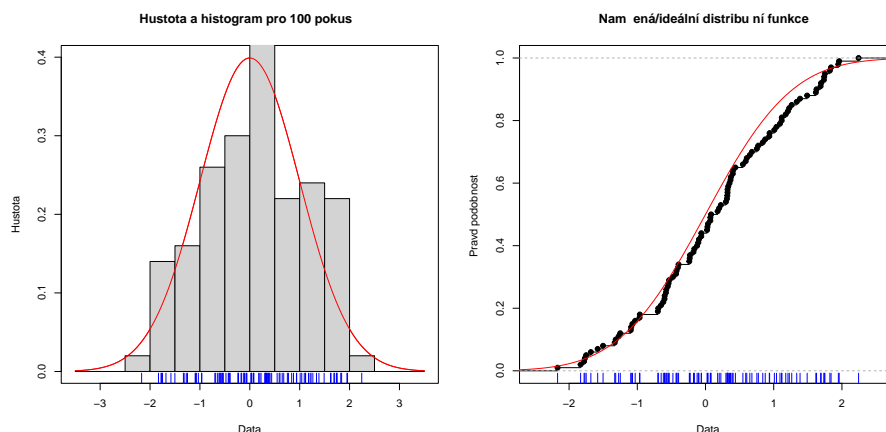 Hustota a histogram pro 100 pokus
Hustota
0.0 0.1 0.2 0.3 0.4
−3 −2 −1 0 1 2 3
Data
Nam ená/ideální distribu ní funkce
Pravd podobnost
0.0 0.2 0.4 0.6 0.8 1.0
−2 −1 0 1 2
Data